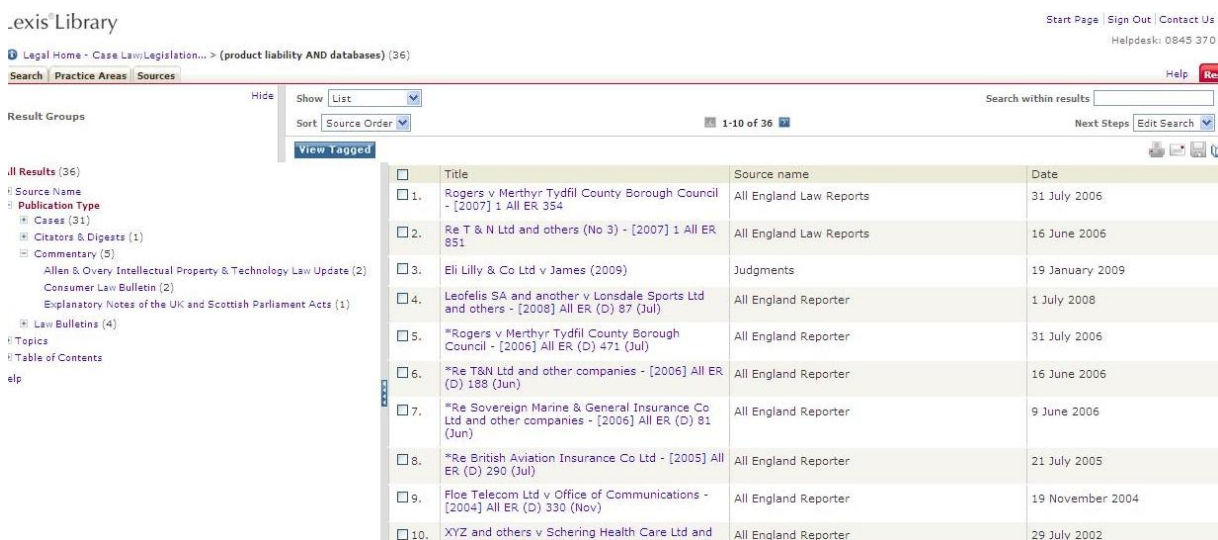 Lexis®Library
Start Page | Sign Out | Contact Us
Helpdesk: 0845 370
Legal Home - Case Law;Legislation... > (product liability AND databases) (36)
Search Practice Areas Sources
Help
Hide
Result Groups
Show List
Search within results
Sort Source Order
1-10 of 36
Next Steps Edit Search
View Tagged
All Results (36)
Source Name
Publication Type
Cases (31)
Citators & Digests (1)
Commentary (5)
Allen & Overy Intellectual Property & Technology Law Update (2)
Consumer Law Bulletin (2)
Explanatory Notes of the UK and Scottish Parliament Acts (1)
Law Bulletins (4)
Topics
Table of Contents
Help
Title Source name Date
1. Rogers v Merthyr Tydfil County Borough Council All England Law Reports 31 July 2006
- [2007] 1 All ER 354
2. Re T & N Ltd and others (No 3) - [2007] 1 All ER All England Law Reports 16 June 2006
851
3. Eli Lilly & Co Ltd v James (2009) Judgments 19 January 2009
4. Leofelis SA and another v Lonsdale Sports Ltd All England Reporter 1 July 2008
and others - [2008] All ER (D) 87 (Jul)
5. *Rogers v Merthyr Tydfil County Borough All England Reporter 31 July 2006
Council - [2006] All ER (D) 471 (Jul)
6. *Re T&N Ltd and other companies - [2006] All ER All England Reporter 16 June 2006
(D) 188 (Jun)
7. *Re Sovereign Marine & General Insurance Co All England Reporter 9 June 2006
Ltd and other companies - [2006] All ER (D) 81
(Jun)
8. *Re British Aviation Insurance Co Ltd - [2005] All All England Reporter 21 July 2005
ER (D) 290 (Jul)
9. Floe Telecom Ltd v Office of Communications - All England Reporter 19 November 2004
[2004] All ER (D) 330 (Nov)
10. XYZ and others v Schering Health Care Ltd and All England Reporter 29 July 2002